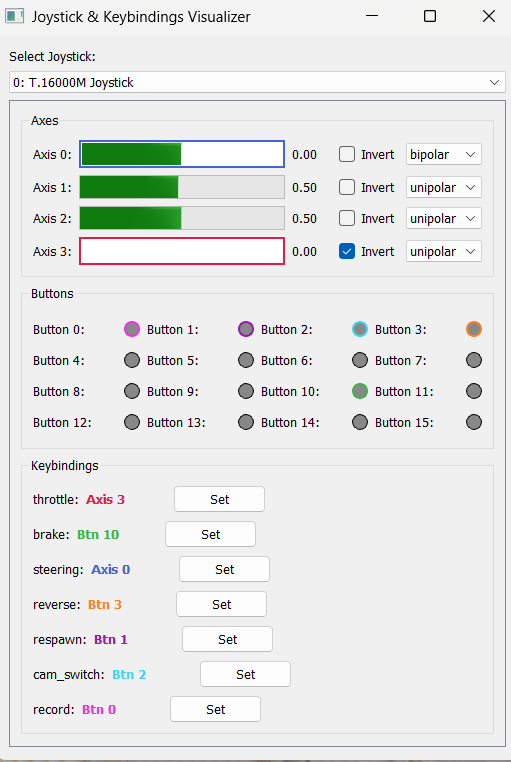 Joystick & Keybindings Visualizer
Select Joystick:
0: T.16000M Joystick
Axes
Axis 0: 0.00 Invert bipolar
Axis 1: 0.50 Invert unipolar
Axis 2: 0.50 Invert unipolar
Axis 3: 0.00 Invert unipolar
Buttons
Button 0: Button 1: Button 2: Button 3:
Button 4: Button 5: Button 6: Button 7:
Button 8: Button 9: Button 10: Button 11:
Button 12: Button 13: Button 14: Button 15:
Keybindings
throttle: Axis 3 Set
brake: Btn 10 Set
steering: Axis 0 Set
reverse: Btn 3 Set
respawn: Btn 1 Set
cam_switch: Btn 2 Set
record: Btn 0 Set